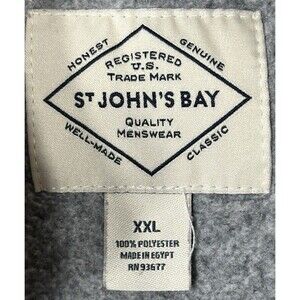 HONEST
GENUINE
REGISTERED
U.S.
TRADE MARK
ST JOHN'S BAY
QUALITY
MENSWEAR
WELL-MADE
CLASSIC
XXL
100% POLYESTER
MADE IN EGYPT
RN 93677